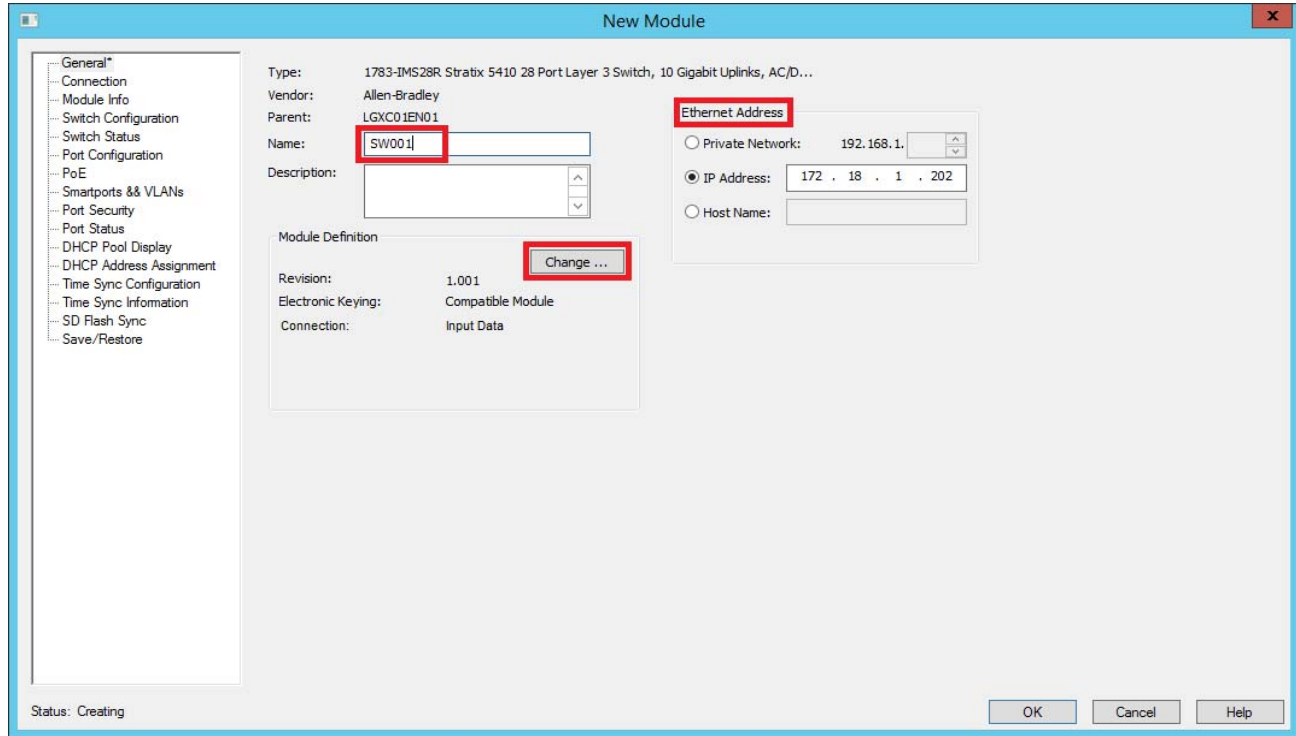 New Module
x
General*
Connection
Module Info
Switch Configuration
Switch Status
Port Configuration
PoE
Smartports && VLANs
Port Security
Port Status
DHCP Pool Display
DHCP Address Assignment
Time Sync Configuration
Time Sync Information
SD Flash Sync
Save/Restore
Type: 1783-IMS28R Stratix 5410 28 Port Layer 3 Switch, 10 Gigabit Uplinks, AC/D...
Vendor: Allen-Bradley
Parent: LGXC01EN01
Name: SW001
Description:
Module Definition
Change ...
Revision: 1.001
Electronic Keying: Compatible Module
Connection: Input Data
Ethernet Address
Private Network: 192.168.1.
IP Address: 172 . 18 . 1 . 202
Host Name:
Status: Creating
OK Cancel Help